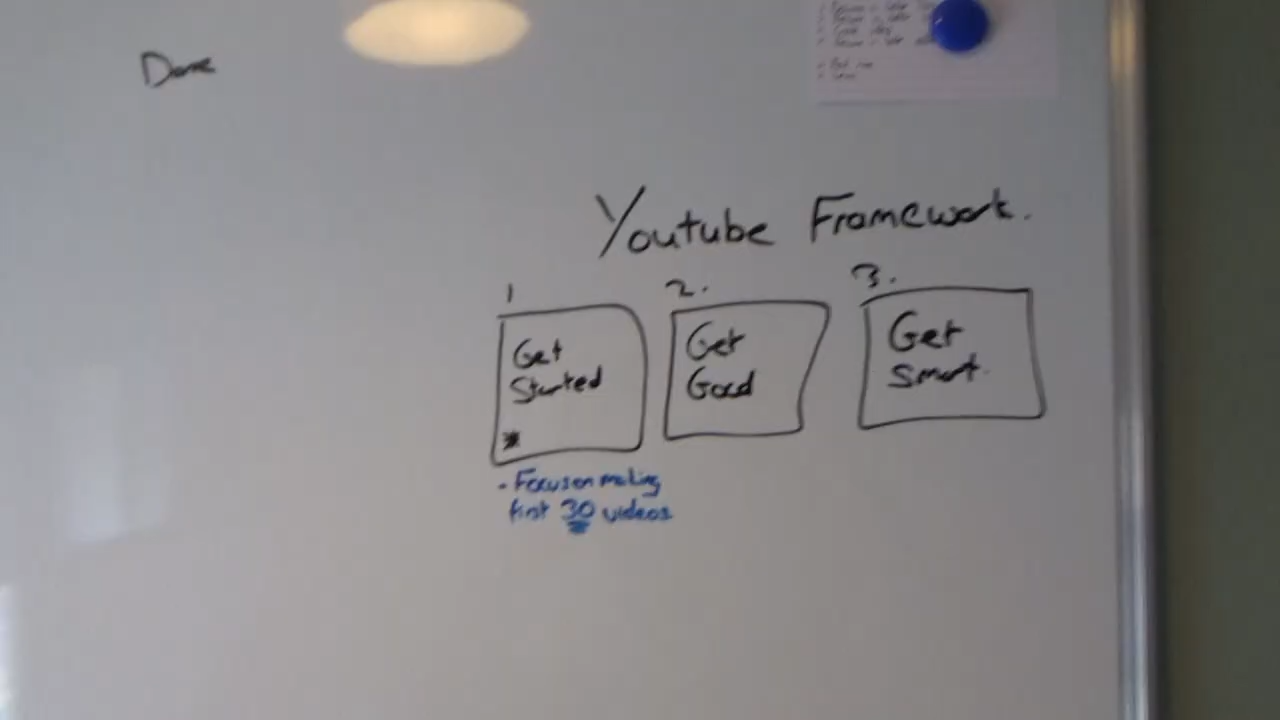 Done
Youtube Framework.
1
Get
Started
*
- Focus on making
first 30 videos
2.
Get
Good
3.
Get
Smart.